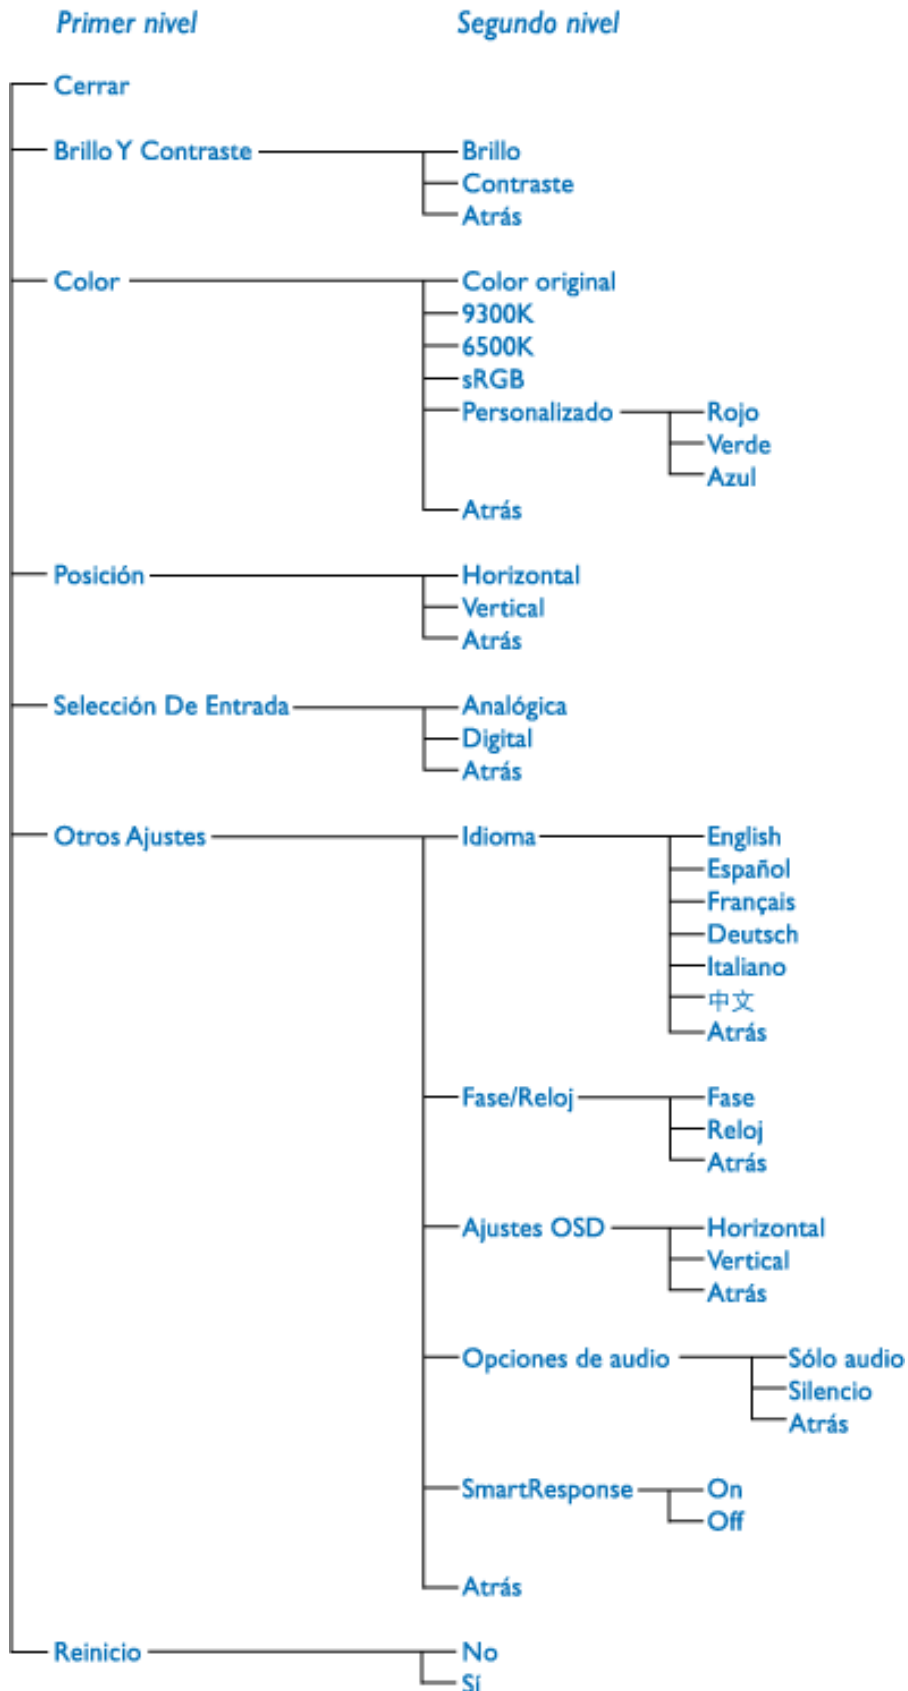 Primer nivel Segundo nivel
Cerrar
Brillo Y Contraste Brillo
Contraste
Atrás
Color Color original
9300K
6500K
sRGB
Personalizado Rojo
Verde
Azul
Atrás
Posición Horizontal
Vertical
Atrás
Selección De Entrada Analógica
Digital
Atrás
Otros Ajustes Idioma English
Español
Français
Deutsch
Italiano
中文
Atrás
Fase/Reloj Fase
Reloj
Atrás
Ajustes OSD Horizontal
Vertical
Atrás
Opciones de audio Sólo audio
Silencio
Atrás
SmartResponse On
Off
Atrás
Reinicio No
Sí